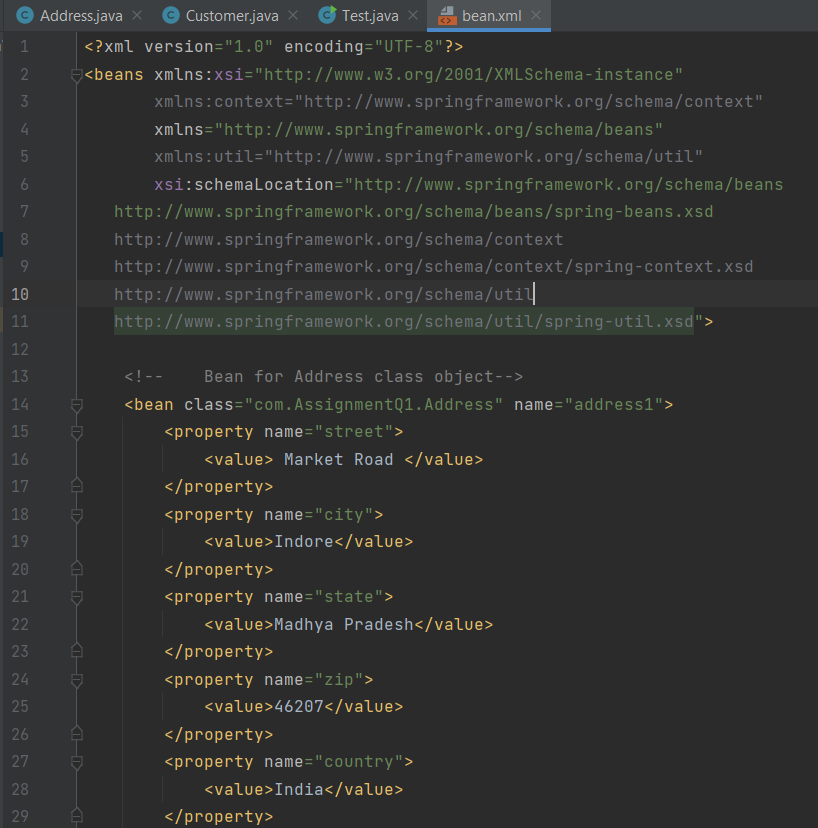 Address.java Customer.java Test.java bean.xml
1 <?xml version="1.0" encoding="UTF-8"?>
2 <beans xmlns:xsi="http://www.w3.org/2001/XMLSchema-instance"
3 xmlns:context="http://www.springframework.org/schema/context"
4 xmlns="http://www.springframework.org/schema/beans"
5 xmlns:util="http://www.springframework.org/schema/util"
6 xsi:schemaLocation="http://www.springframework.org/schema/beans
7 http://www.springframework.org/schema/beans/spring-beans.xsd
8 http://www.springframework.org/schema/context
9 http://www.springframework.org/schema/context/spring-context.xsd
10 http://www.springframework.org/schema/util
11 http://www.springframework.org/schema/util/spring-util.xsd">
12
13 <!-- Bean for Address class object-->
14 <bean class="com.AssignmentQ1.Address" name="address1">
15 <property name="street">
16 <value> Market Road </value>
17 </property>
18 <property name="city">
19 <value>Indore</value>
20 </property>
21 <property name="state">
22 <value>Madhya Pradesh</value>
23 </property>
24 <property name="zip">
25 <value>46207</value>
26 </property>
27 <property name="country">
28 <value>India</value>
29 </property>